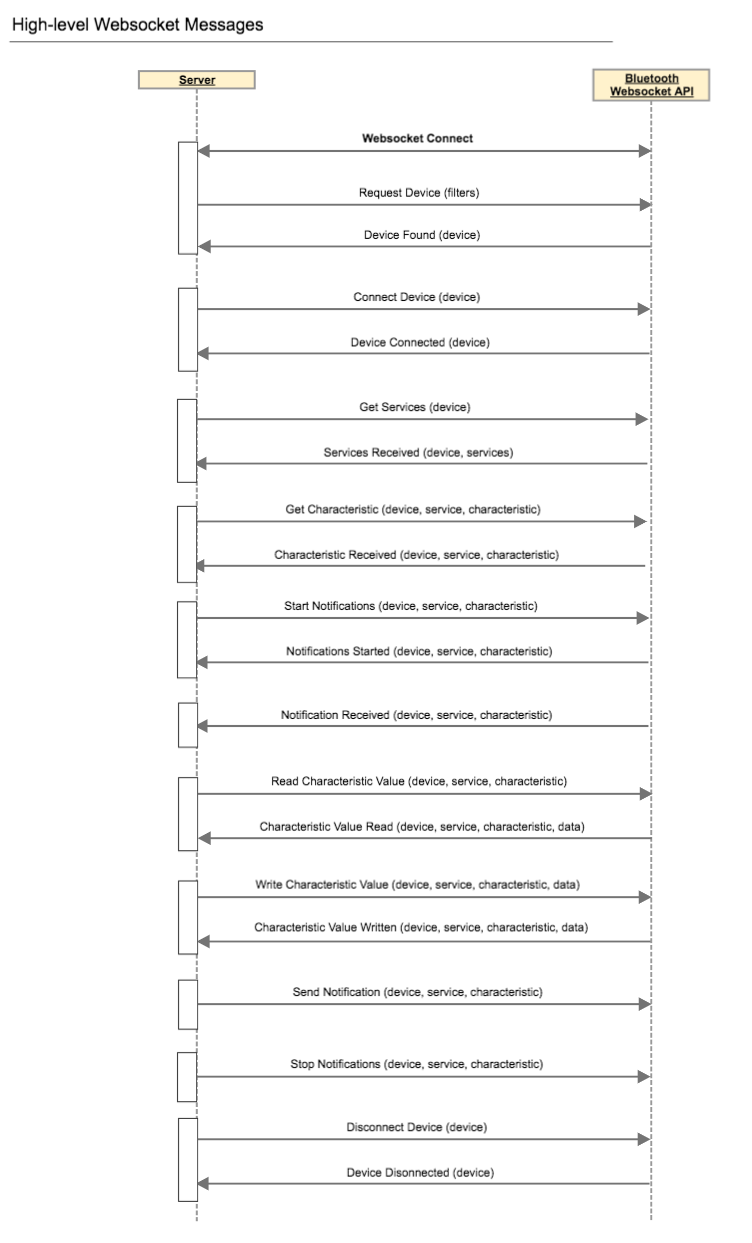 High-level Websocket Messages
Server
Bluetooth
Websocket API
Websocket Connect
Request Device (filters)
Device Found (device)
Connect Device (device)
Device Connected (device)
Get Services (device)
Services Received (device, services)
Get Characteristic (device, service, characteristic)
Characteristic Received (device, service, characteristic)
Start Notifications (device, service, characteristic)
Notifications Started (device, service, characteristic)
Notification Received (device, service, characteristic)
Read Characteristic Value (device, service, characteristic)
Characteristic Value Read (device, service, characteristic, data)
Write Characteristic Value (device, service, characteristic, data)
Characteristic Value Written (device, service, characteristic, data)
Send Notification (device, service, characteristic)
Stop Notifications (device, service, characteristic)
Disconnect Device (device)
Device Disonnected (device)